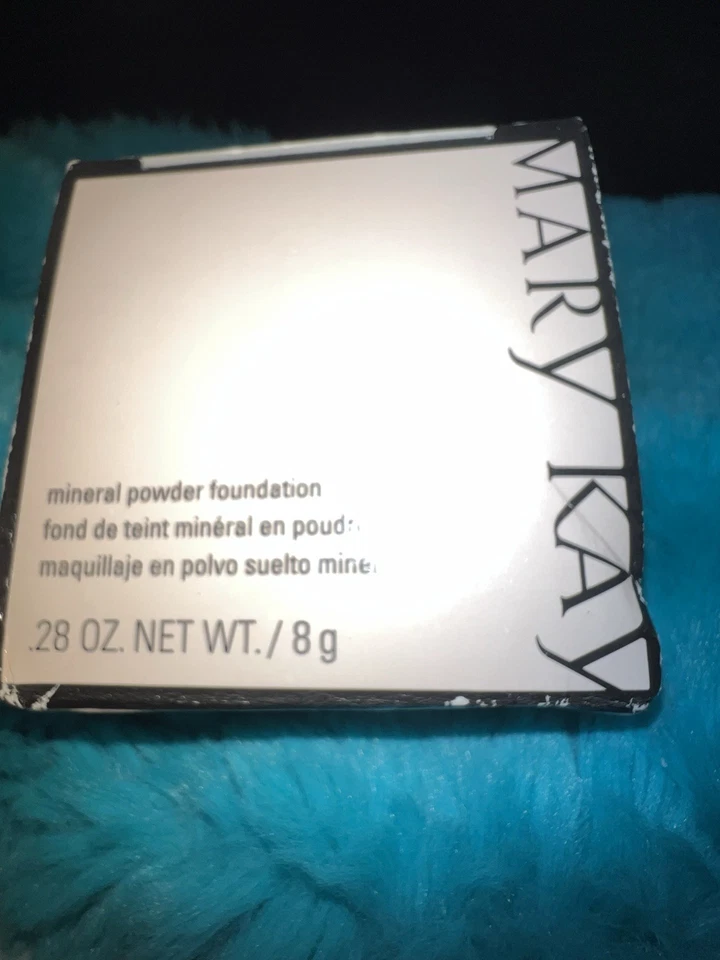 MARY KAY
mineral powder foundation
fond de teint minéral en
maquillaje en polvo suelto
.28 OZ. NET WT. / 8 g